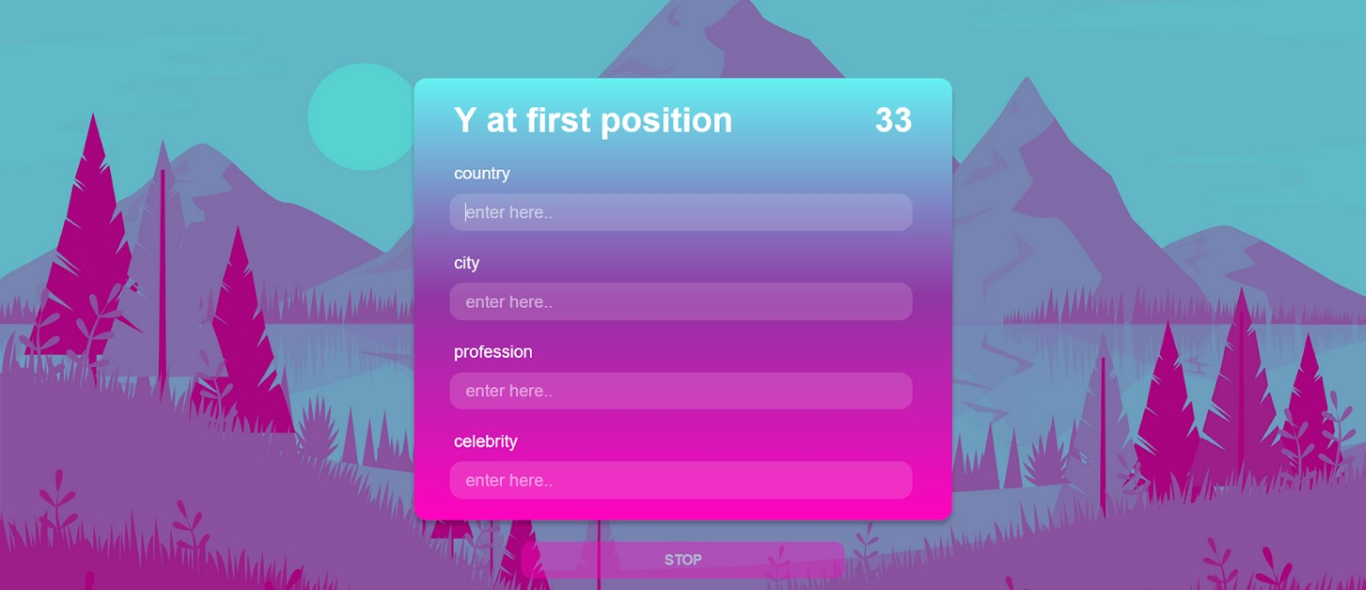 Y at first position 33
country
enter here..
city
enter here..
profession
enter here..
celebrity
enter here..
STOP